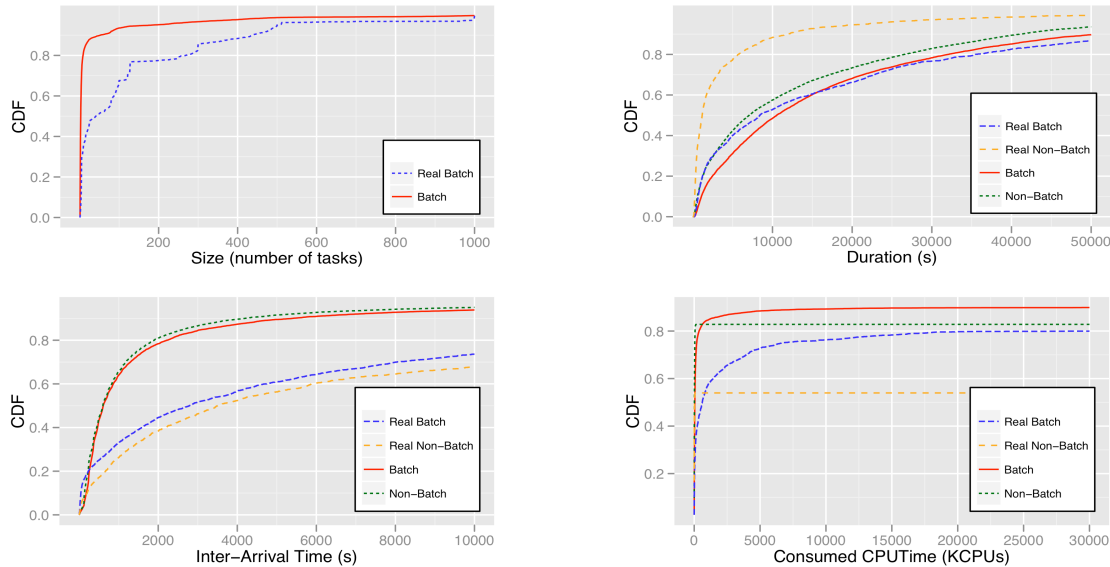 CDF
0.8
0.6
0.4
0.2
0.0
Real Batch
Batch
200
400
600
800
1000
Size (number of tasks)
CDF
0.8
0.6
0.4
0.2
0.0
Real Batch
Real Non-Batch
Batch
Non-Batch
10000
20000
30000
40000
50000
Duration (s)
CDF
0.8
0.6
0.4
0.2
0.0
Real Batch
Real Non-Batch
Batch
Non-Batch
2000
4000
6000
8000
10000
Inter-Arrival Time (s)
CDF
0.8
0.6
0.4
0.2
Real Batch
Real Non-Batch
Batch
Non-Batch
0
5000
10000
15000
20000
25000
30000
Consumed CPUTime (KCPUs)